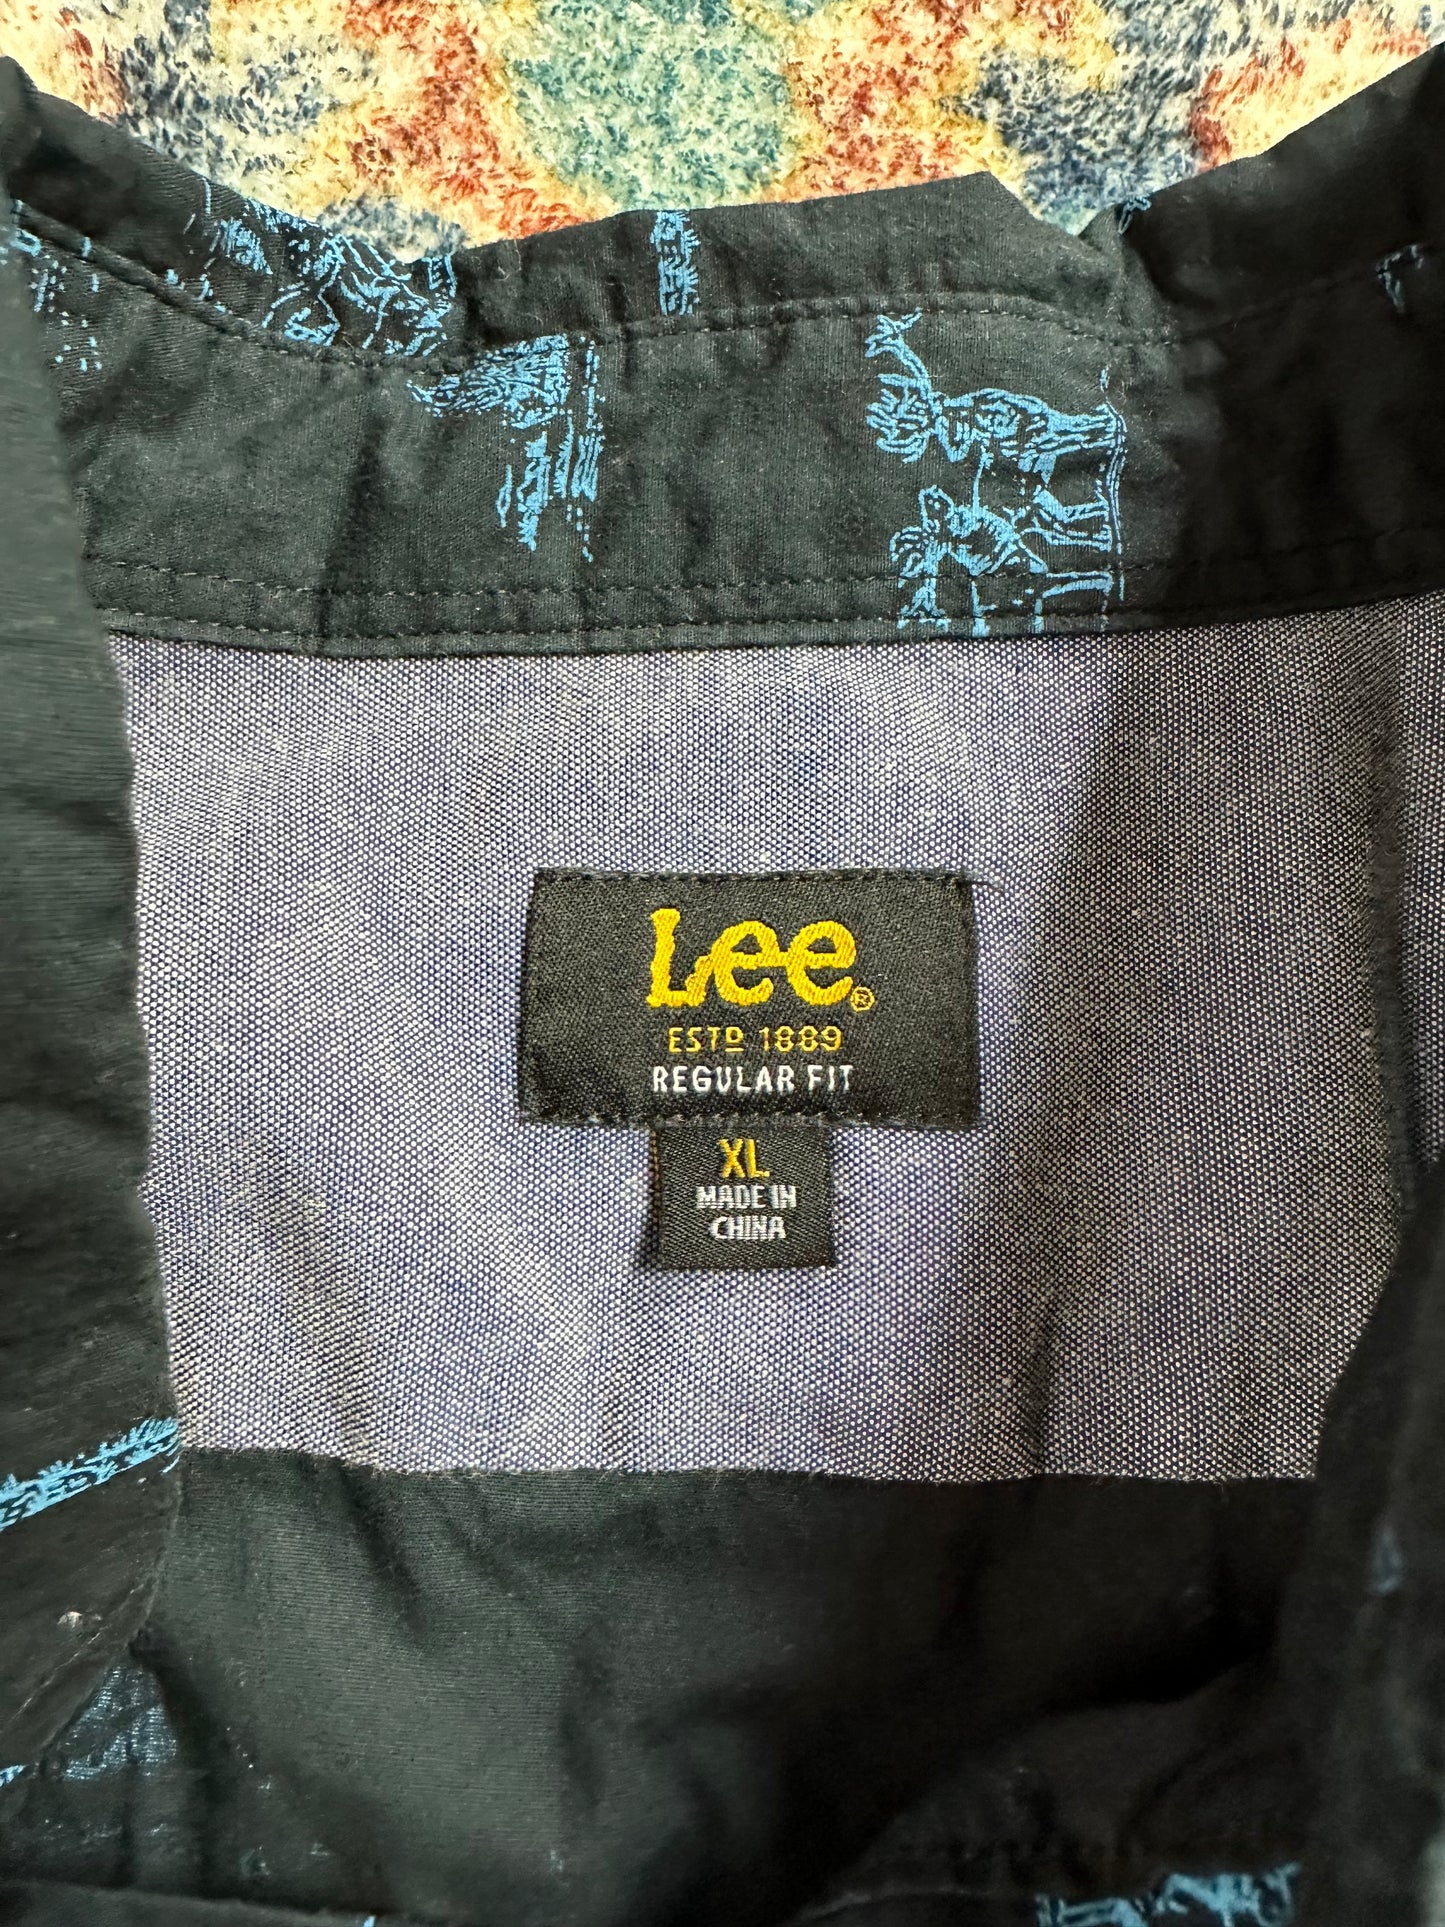 Lee®
ESTD 1889
REGULAR FIT
XL
MADE IN
CHINA